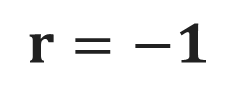 r = −1